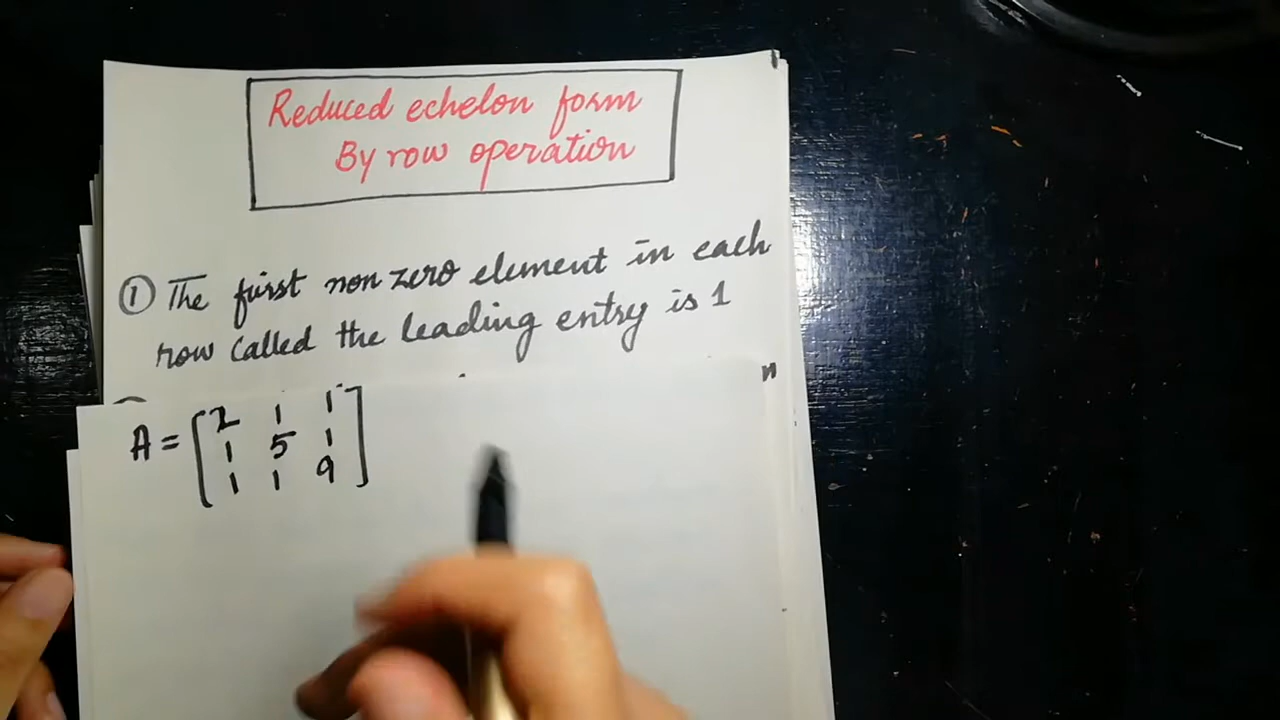 Reduced echelon form
By row operation
① The first non zero element in each
row called the leading entry is 1
A = [2 1 1
1 5 1
1 1 9]